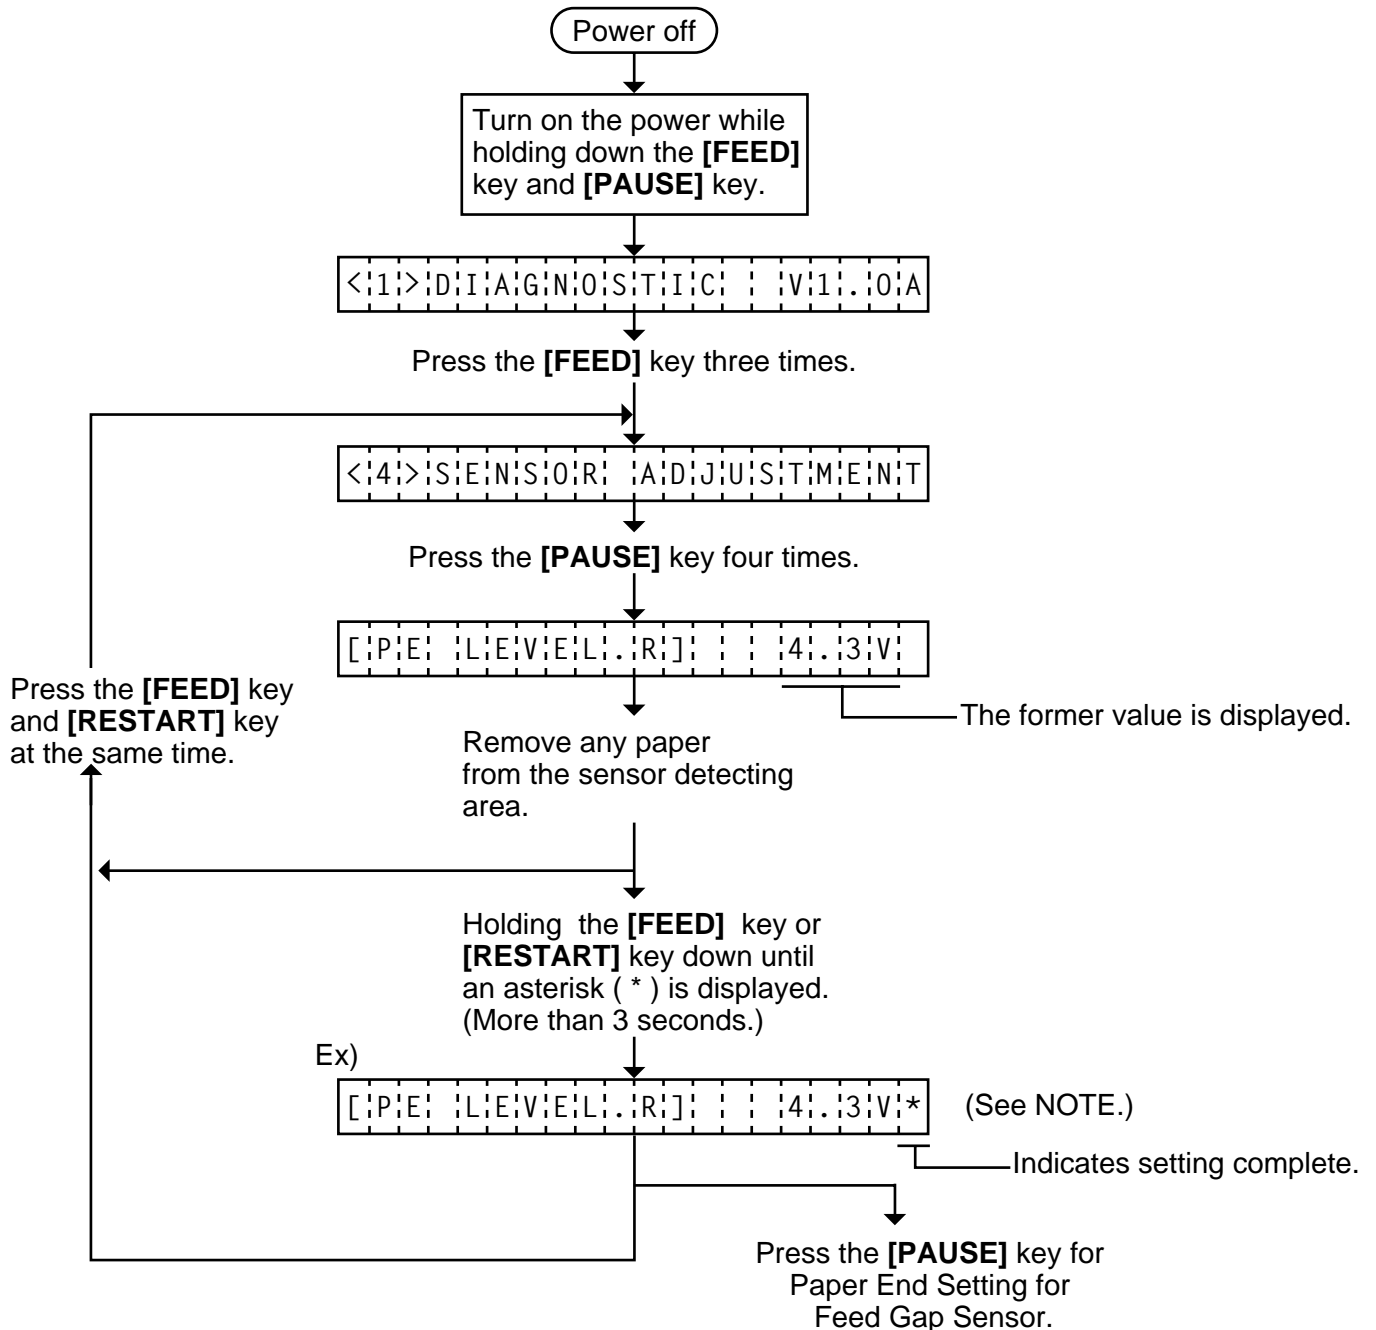 Power off
Turn on the power while
holding down the [FEED]
key and [PAUSE] key.
<1>DIAGNOSTIC  V1.0A
Press the [FEED] key three times.
<4>SENSOR ADJUSTMENT
Press the [PAUSE] key four times.
[PE LEVEL.R]   4.3V
The former value is displayed.
Press the [FEED] key
and [RESTART] key
at the same time.
Remove any paper
from the sensor detecting
area.
Holding the [FEED] key or
[RESTART] key down until
an asterisk ( * ) is displayed.
(More than 3 seconds.)
Ex)
[PE LEVEL.R]   4.3V*
(See NOTE.)
Indicates setting complete.
Press the [PAUSE] key for
Paper End Setting for
Feed Gap Sensor.